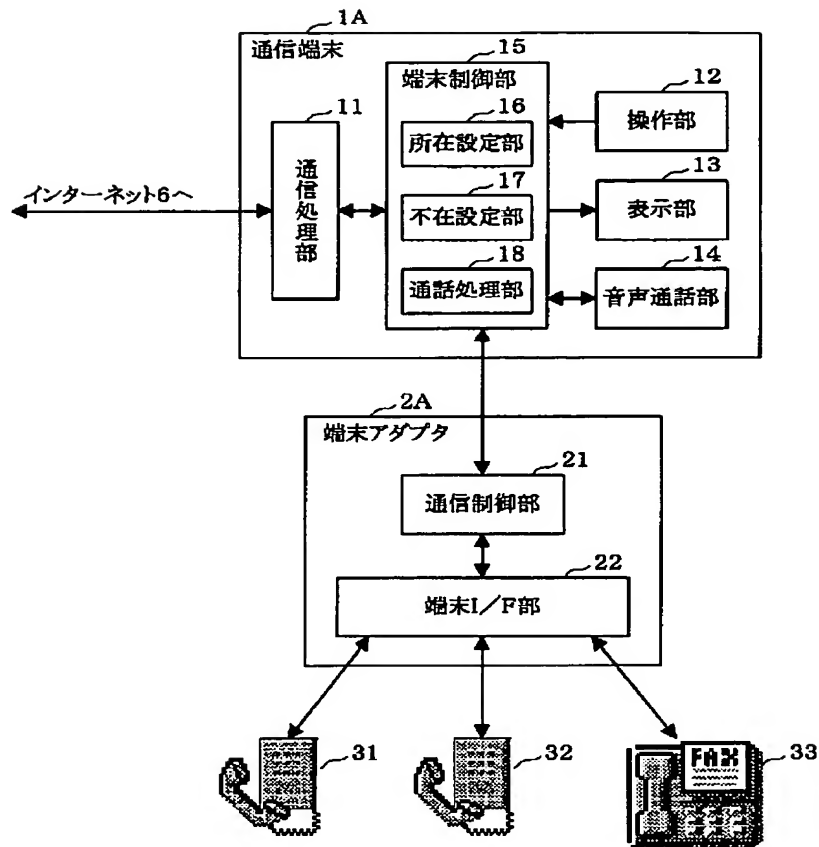 1A
通信端末
15
端末制御部
12
操作部
11
通信処理部
16
所在設定部
インターネット6へ
17
不在設定部
13
表示部
18
通話処理部
14
音声通話部
2A
端末アダプタ
21
通信制御部
22
端末I/F部
31
32
FAX
33